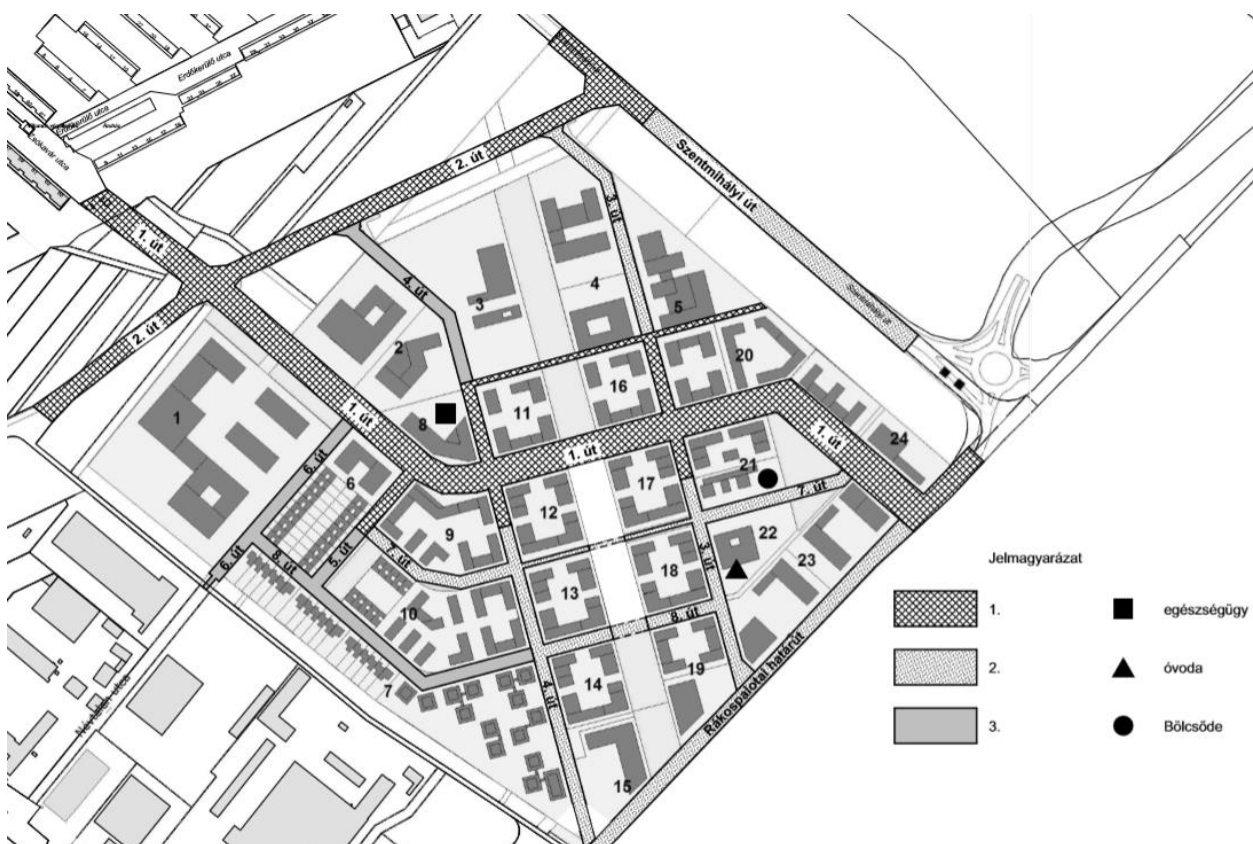 Erdőkerülő utca
Erdőkerülő utca
2. út
Szentmihályi út
1. út
3. út
4. út
Szentmihályi út
3
4
5
2
2. út
20
16
11
1
8
1. út
24
1. út
1. út
6. út
6
17
21
12
7. út
9
22
5. út
7. út
8. út
6. út
3. út
23
18
13
10
8. út
19
14
7
4. út
Rákospalotai határút
Névtelen utca
15
Jelmagyarázat
1.
egészségügy
2.
óvoda
3.
Bölcsőde